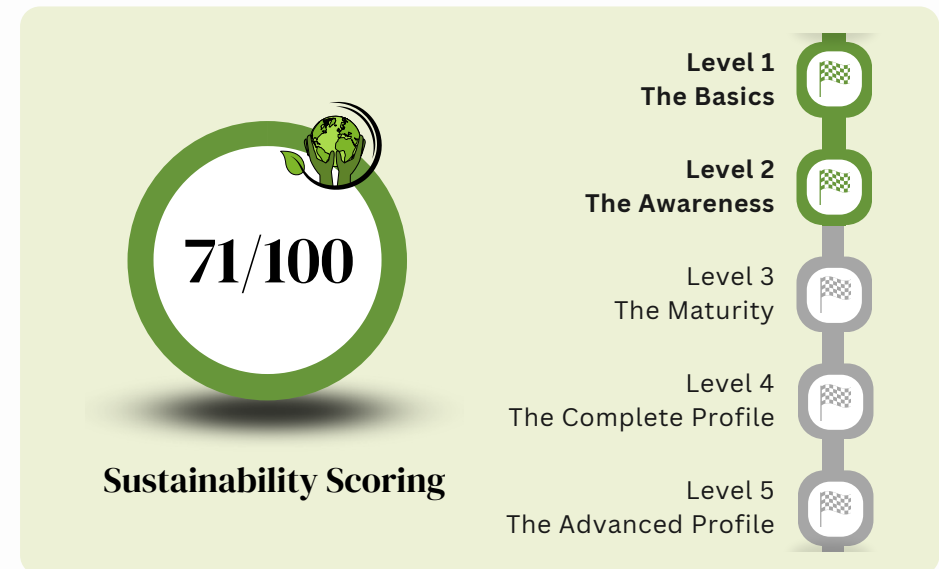 71/100
Sustainability Scoring
Level 1
The Basics
Level 2
The Awareness
Level 3
The Maturity
Level 4
The Complete Profile
Level 5
The Advanced Profile